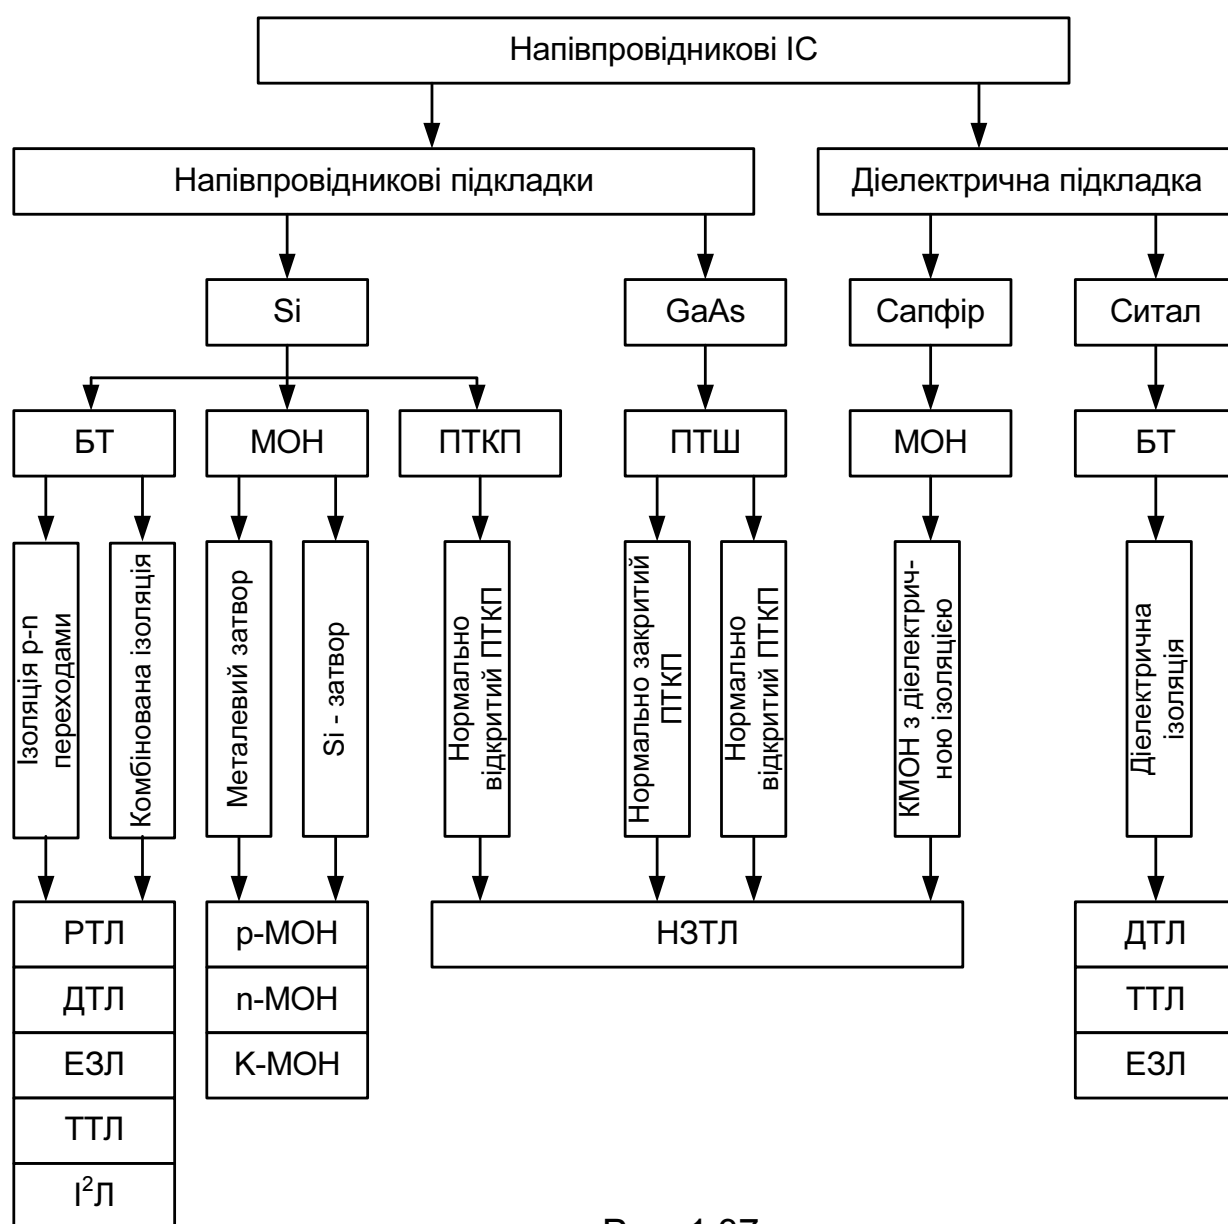 Напівпровідникові ІС
Напівпровідникові підкладки
Діелектрична підкладка
Si
GaAs
Сапфір
Ситал
БТ
МОН
ПТКП
ПТШ
МОН
БТ
Ізоляція p-n
переходами
Комбінована ізоляція
Металевий затвор
Si - затвор
Нормально
відкритий ПТКП
Нормально закритий
ПТКП
Нормально
відкритий ПТКП
КМОН з діелектрич-
ною ізоляцією
Діелектрична
ізоляція
РТЛ
ДТЛ
ЕЗЛ
ТТЛ
І²Л
p-МОН
n-МОН
К-МОН
НЗТЛ
ДТЛ
ТТЛ
ЕЗЛ